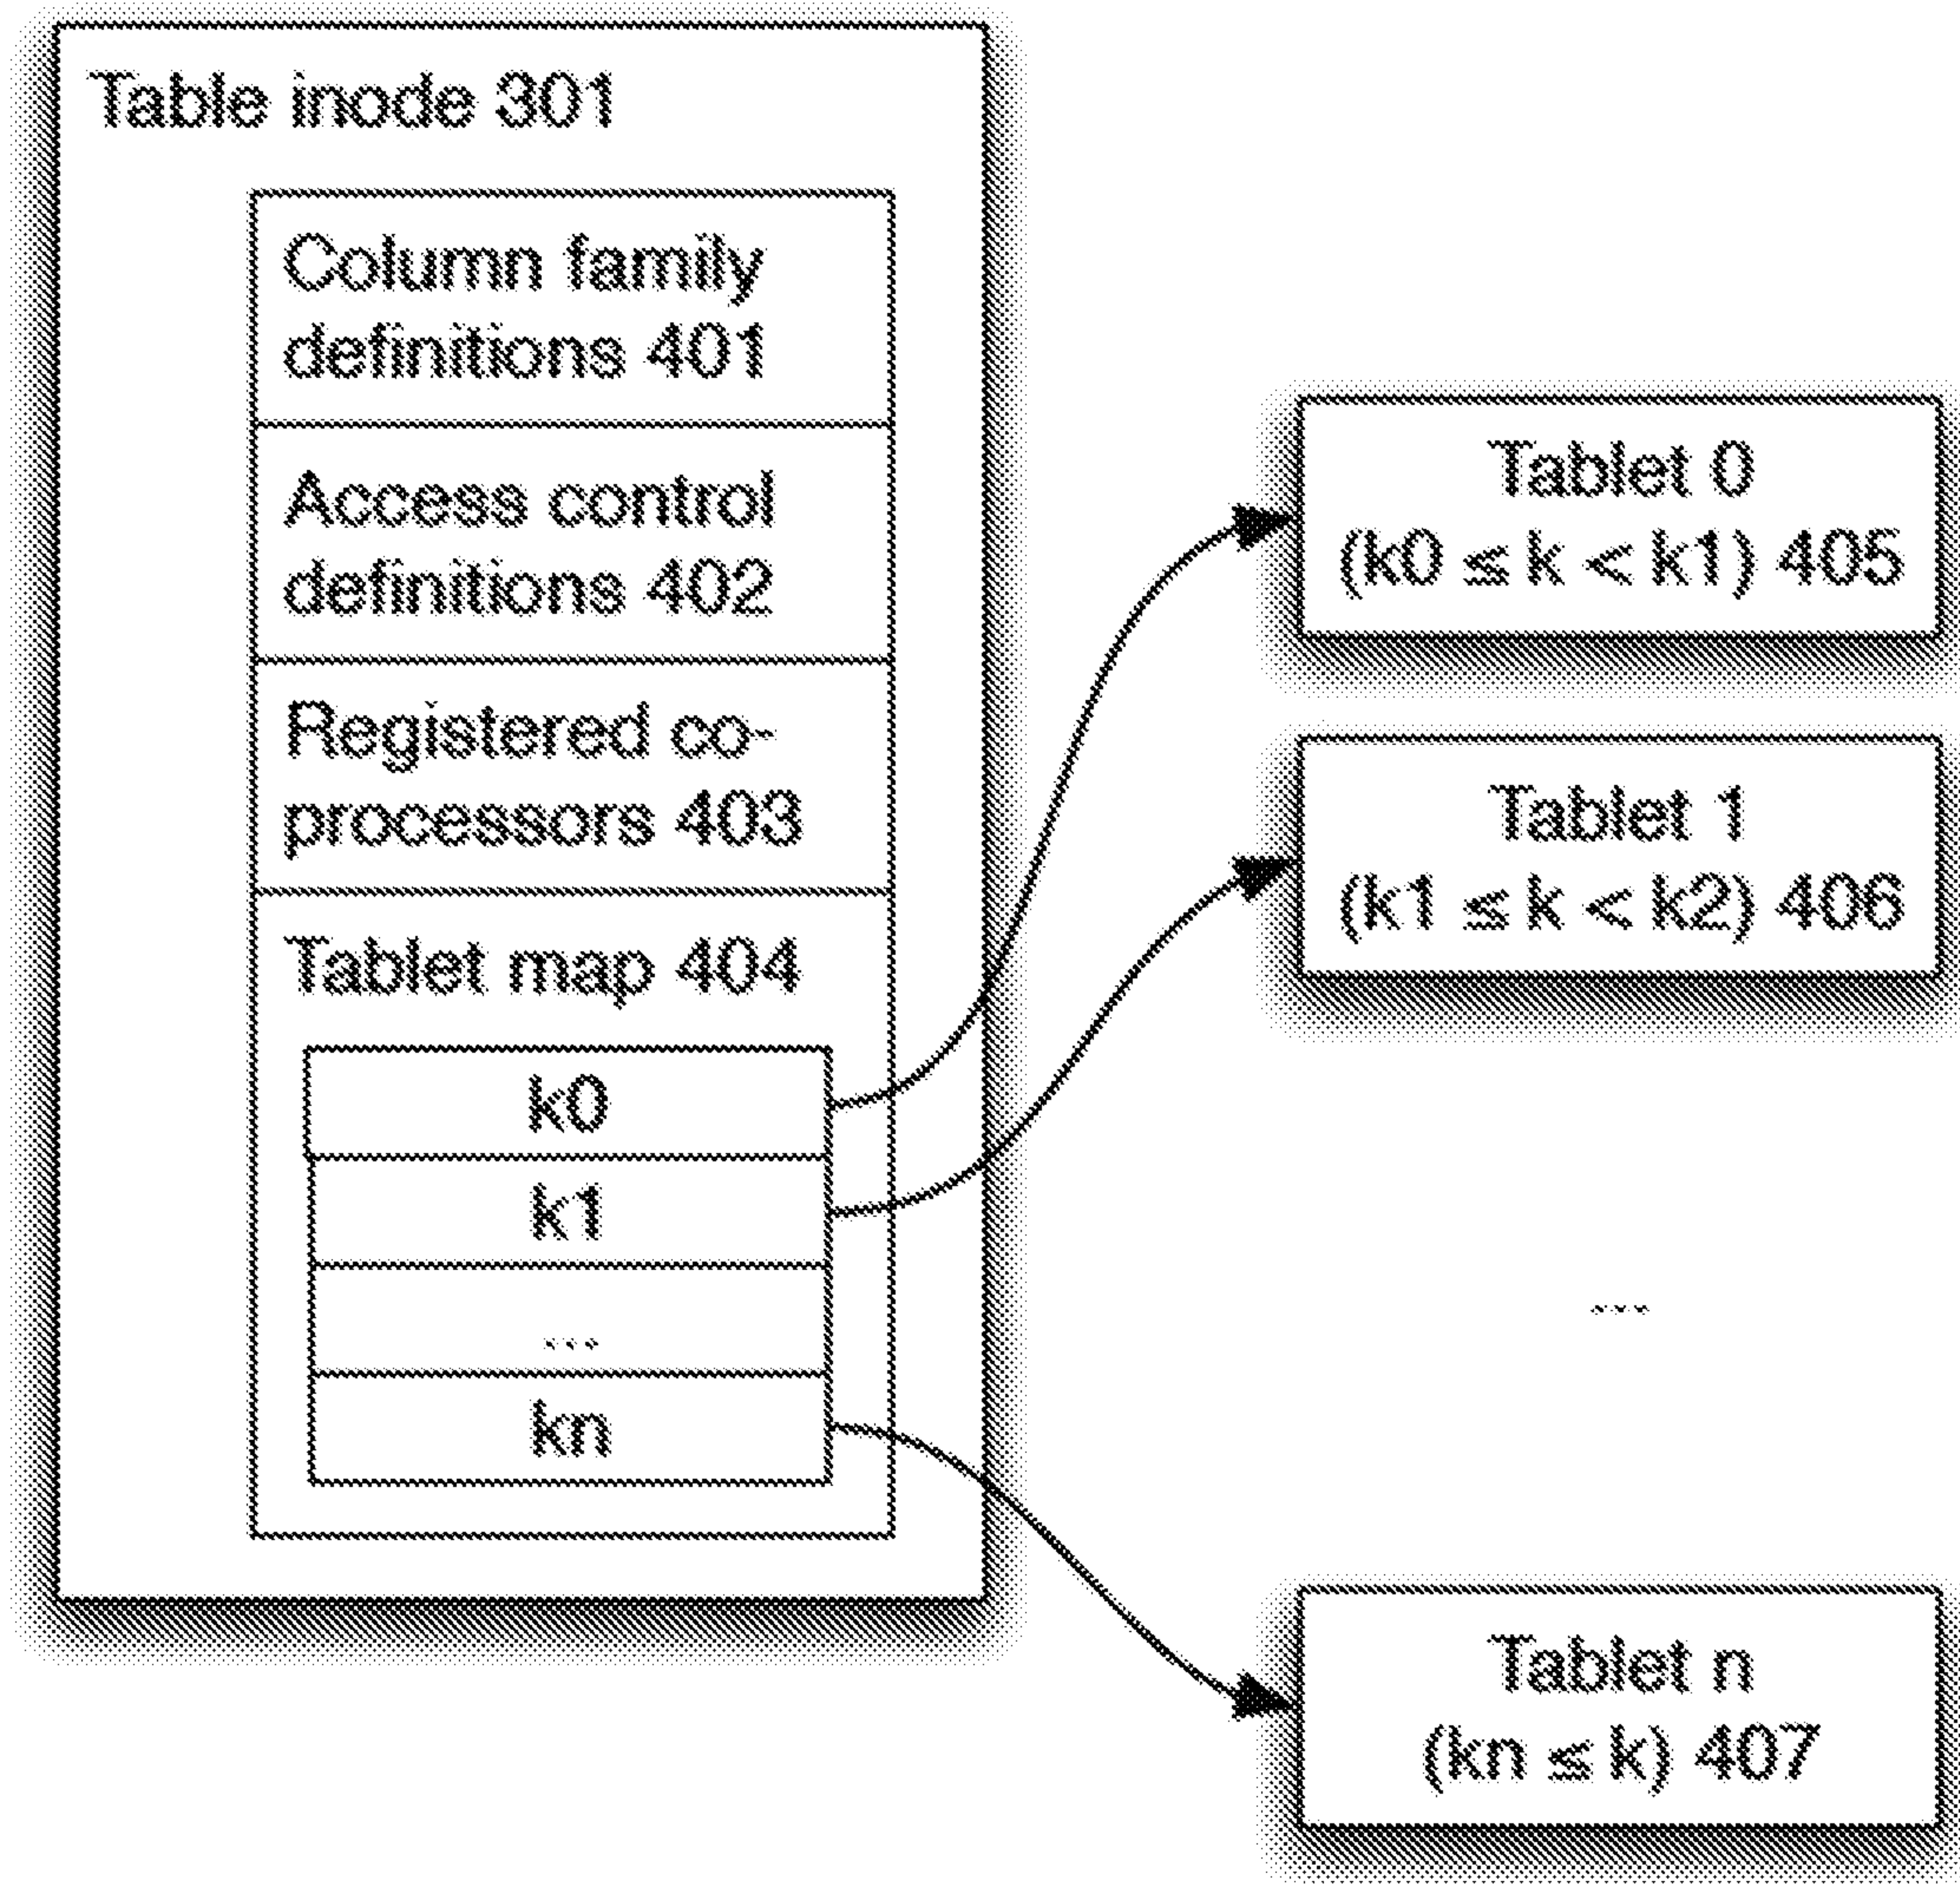 Table inode 301
Column family
definitions 401
Access control
definitions 402
Registered co-
processors 403
Tablet map 404
k0
k1
...
kn
Tablet 0
(k0 ≤ k < k1) 405
Tablet 1
(k1 ≤ k < k2) 406
...
Tablet n
(kn ≤ k) 407